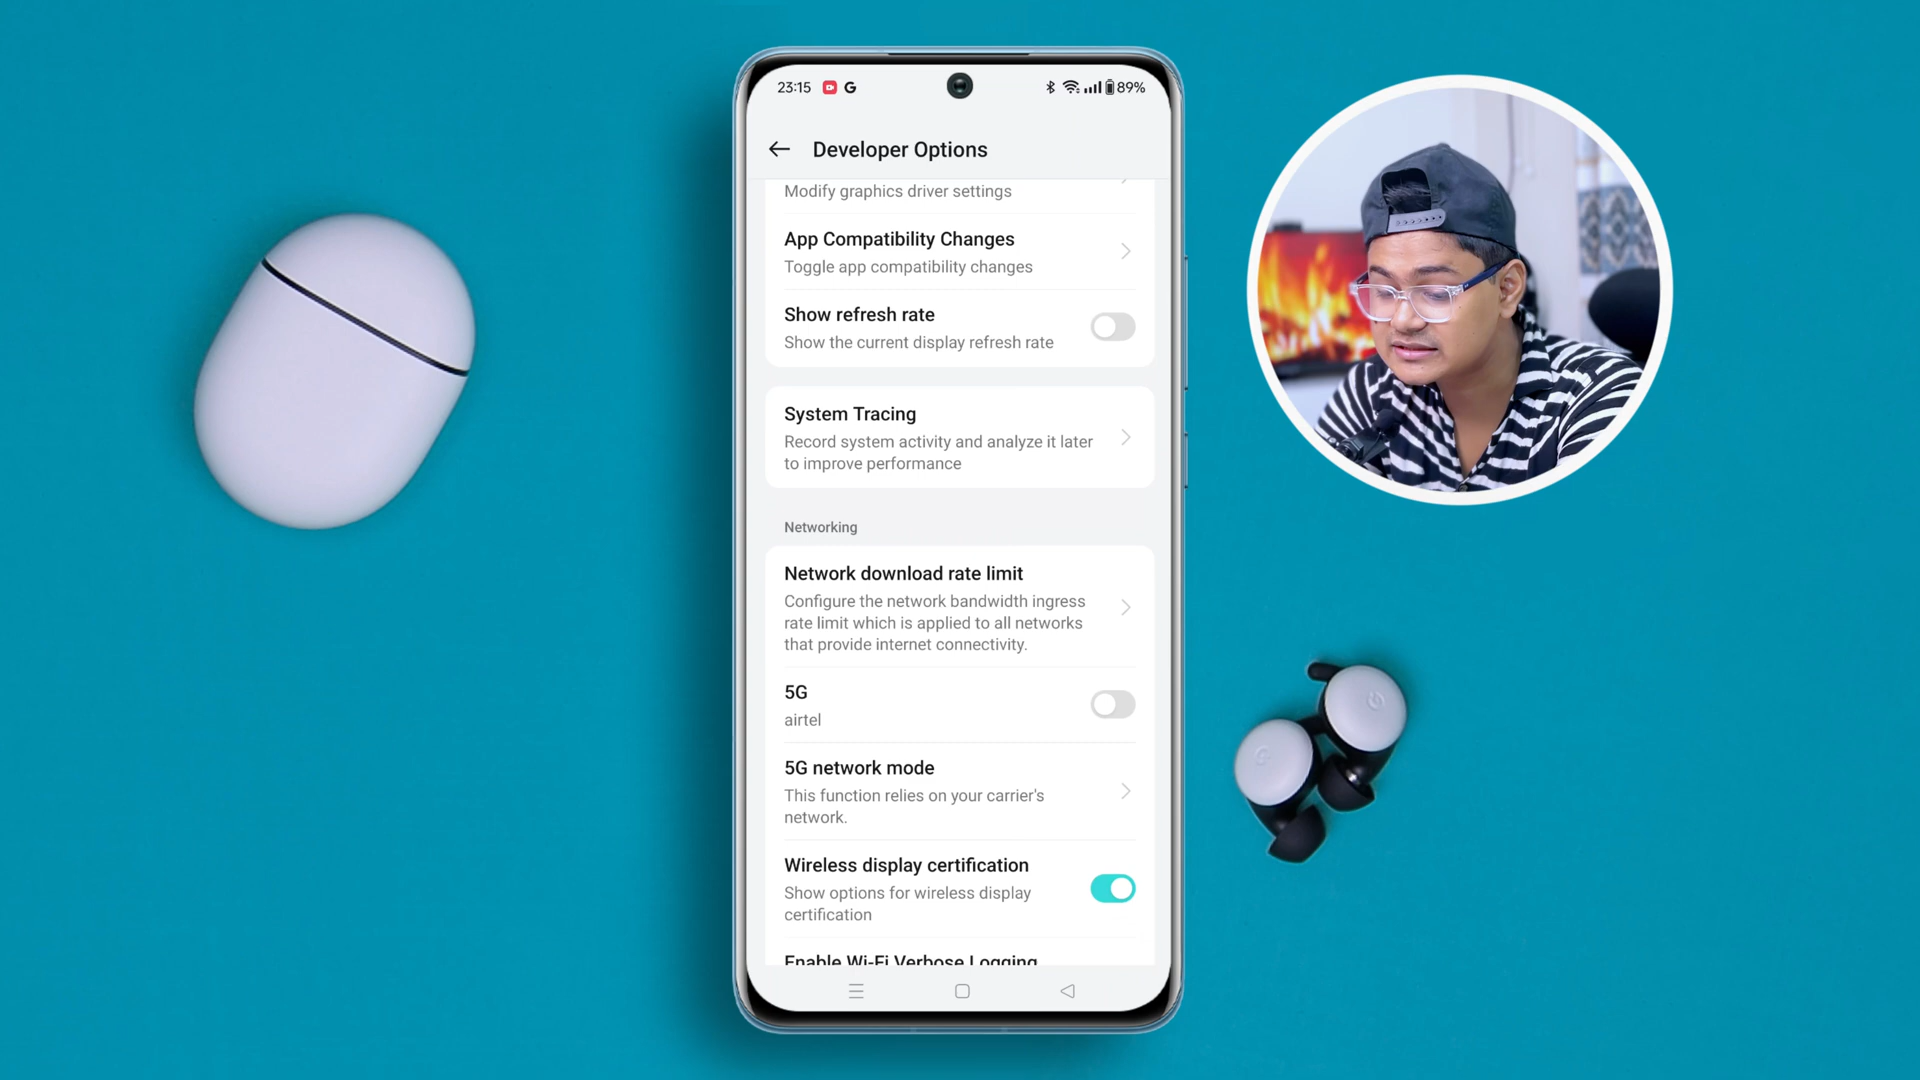 23:15 G 89%
Developer Options
Modify graphics driver settings
App Compatibility Changes
Toggle app compatibility changes
Show refresh rate
Show the current display refresh rate
System Tracing
Record system activity and analyze it later
to improve performance
Networking
Network download rate limit
Configure the network bandwidth ingress
rate limit which is applied to all networks
that provide internet connectivity.
5G
airtel
5G network mode
This function relies on your carrier's
network.
Wireless display certification
Show options for wireless display
certification
Enable Wi-Fi Verbose Logging